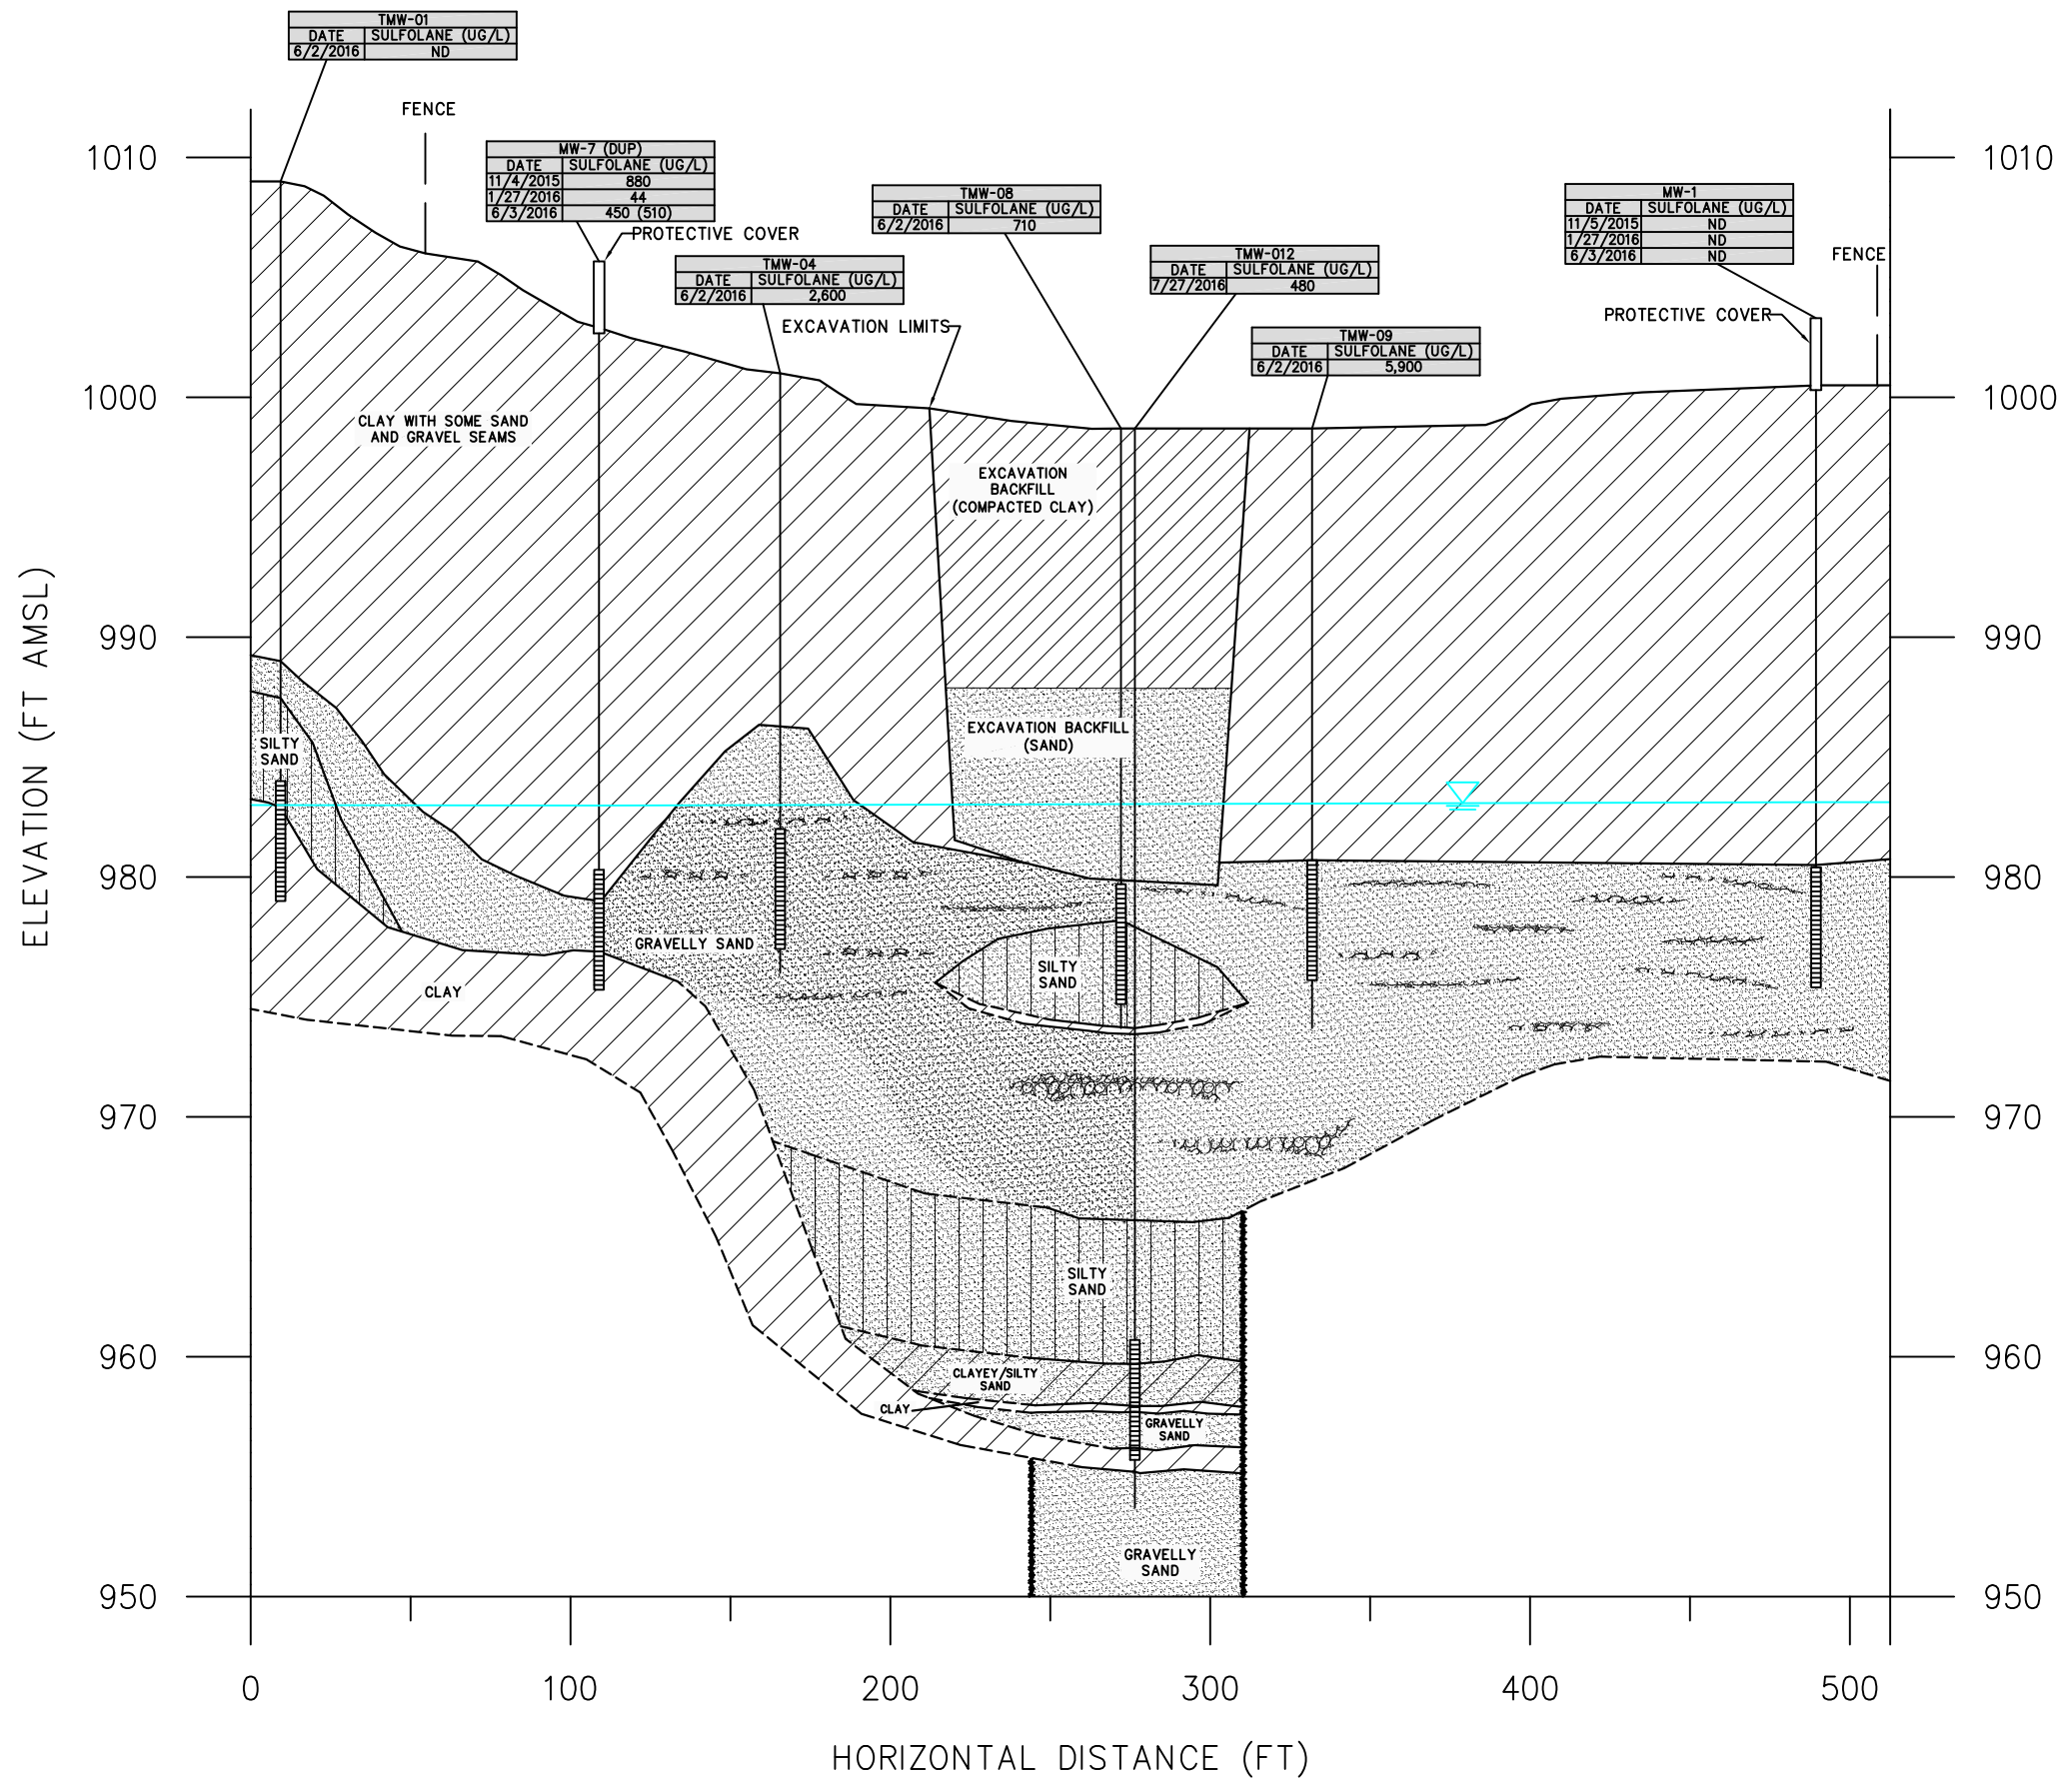 TMW-01
DATE SULFOLANE (UG/L)
6/2/2016 ND
FENCE
MW-7 (DUP)
DATE SULFOLANE (UG/L)
11/4/2015 880
1/27/2016 44
6/3/2016 450 (510)
PROTECTIVE COVER
TMW-04
DATE SULFOLANE (UG/L)
6/2/2016 2,600
EXCAVATION LIMITS
TMW-08
DATE SULFOLANE (UG/L)
6/2/2016 710
TMW-012
DATE SULFOLANE (UG/L)
7/27/2016 480
TMW-09
DATE SULFOLANE (UG/L)
6/2/2016 5,900
MW-1
DATE SULFOLANE (UG/L)
11/5/2015 ND
1/27/2016 ND
6/3/2016 ND
FENCE
PROTECTIVE COVER
ELEVATION (FT AMSL)
1010
1000
990
980
970
960
950
1010
1000
990
980
970
960
950
CLAY WITH SOME SAND
AND GRAVEL SEAMS
EXCAVATION
BACKFILL
(COMPACTED CLAY)
EXCAVATION BACKFILL
(SAND)
SILTY
SAND
GRAVELLY SAND
SILTY
SAND
CLAY
SILTY
SAND
CLAYEY/SILTY
SAND
CLAY
GRAVELLY
SAND
GRAVELLY
SAND
0 100 200 300 400 500
HORIZONTAL DISTANCE (FT)